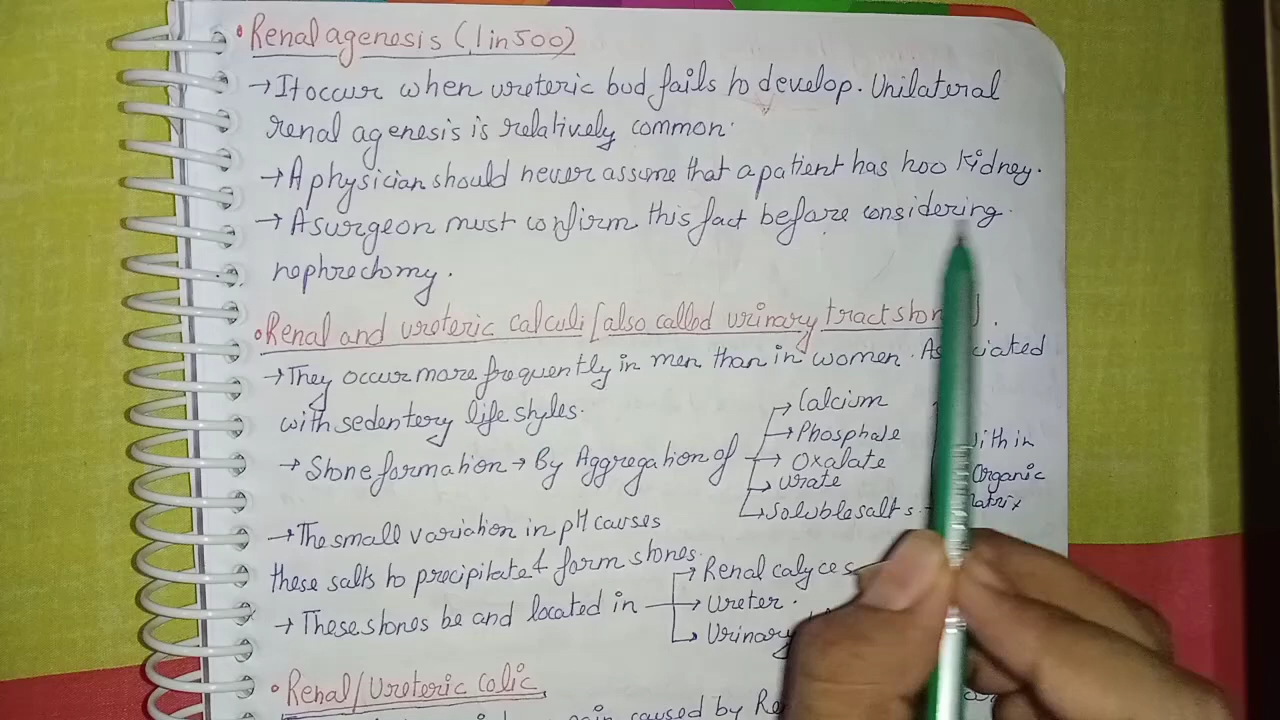 • Renal agenesis (1 in 500)
→ It occur when ureteric bud fails to develop. Unilateral
renal agenesis is relatively common.
→ A physician should never assume that a patient has two kidney.
→ A surgeon must confirm this fact before considering
nephrectomy.
• Renal and ureteric calculi [also called urinary tract ston
→ They occur more frequently in men than in women. As ciated
with sedentery life styles.
→ Stone formation → By Aggregation of
→ Calcium
→ Phosphate
→ Oxalate
→ urate
→ Soluble salts
ithin
Organic
atrix
→ The small variation in pH causes
these salts to precipitate & form stones.
→ These stones be and located in
→ Renal calyces
→ Ureter.
→ Urinary
• Renal/Ureteric Colic
caused by Re